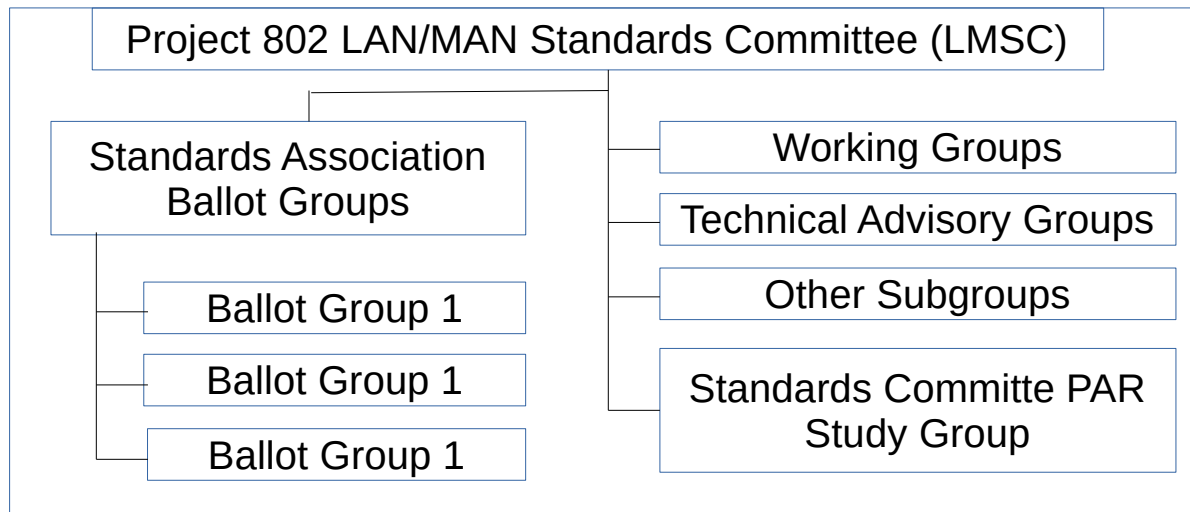 Project 802 LAN/MAN Standards Committee (LMSC)
Standards Association
Ballot Groups
Ballot Group 1
Ballot Group 1
Ballot Group 1
Working Groups
Technical Advisory Groups
Other Subgroups
Standards Committe PAR
Study Group